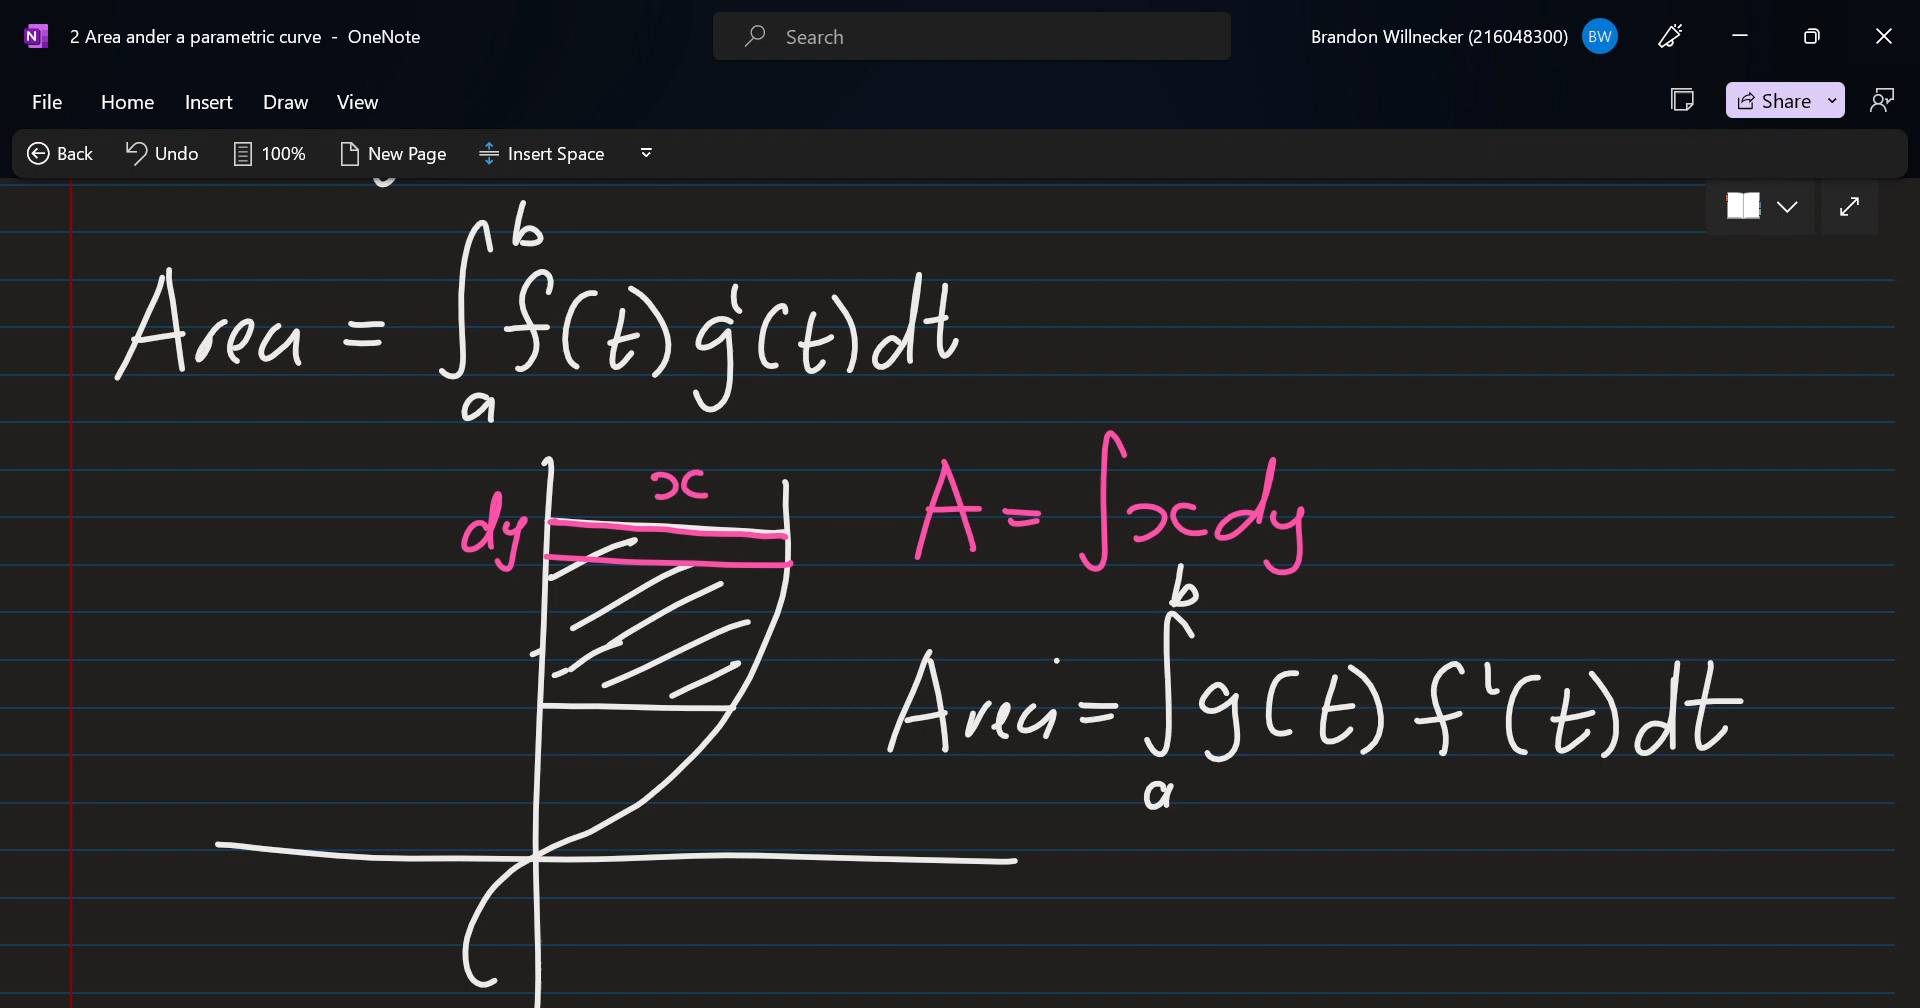 2 Area ander a parametric curve - OneNote
Search
Brandon Willnecker (216048300) BW
File Home Insert Draw View
Share
Back Undo 100% New Page Insert Space
Area = ∫ₐᵇ f(t) g'(t) dt
x
dy
A = ∫ x dy
Area = ∫ₐᵇ g(t) f'(t) dt